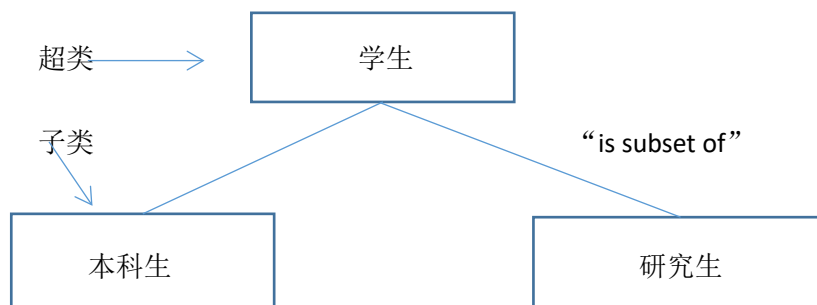 超类
学生
子类
“is subset of”
本科生
研究生